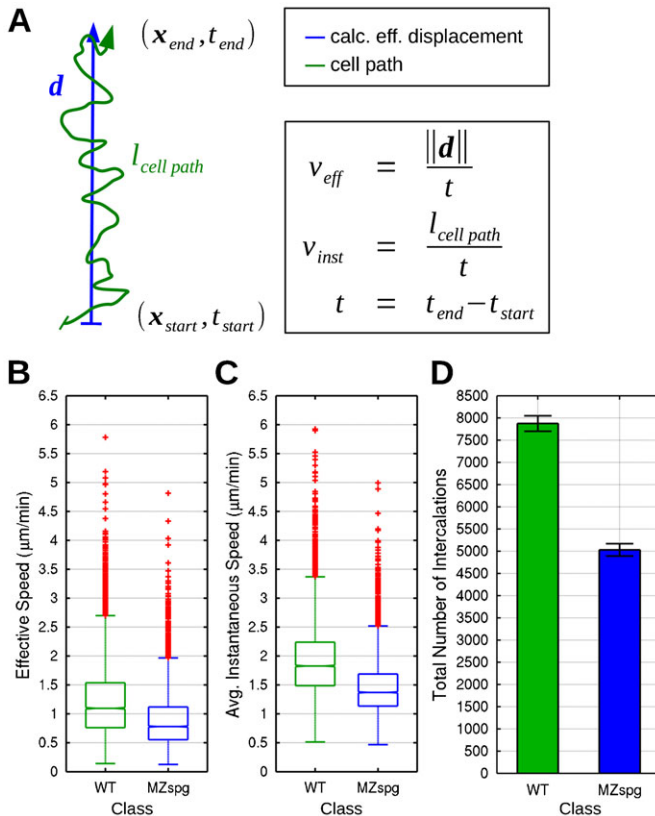 A
(x_end, t_end)
d
l_cell path
(x_start, t_start)
calc. eff. displacement
cell path
v_eff = ||d|| / t
v_inst = l_cell path / t
t = t_end − t_start
B
6.5
6
5.5
5
4.5
4
3.5
3
2.5
2
1.5
1
0.5
0
Effective Speed (µm/min)
WT MZspg
Class
C
6.5
6
5.5
5
4.5
4
3.5
3
2.5
2
1.5
1
0.5
0
Avg. Instantaneous Speed (µm/min)
WT MZspg
Class
D
8500
8000
7500
7000
6500
6000
5500
5000
4500
4000
3500
3000
2500
2000
1500
1000
500
0
Total Number of Intercalations
WT MZspg
Class